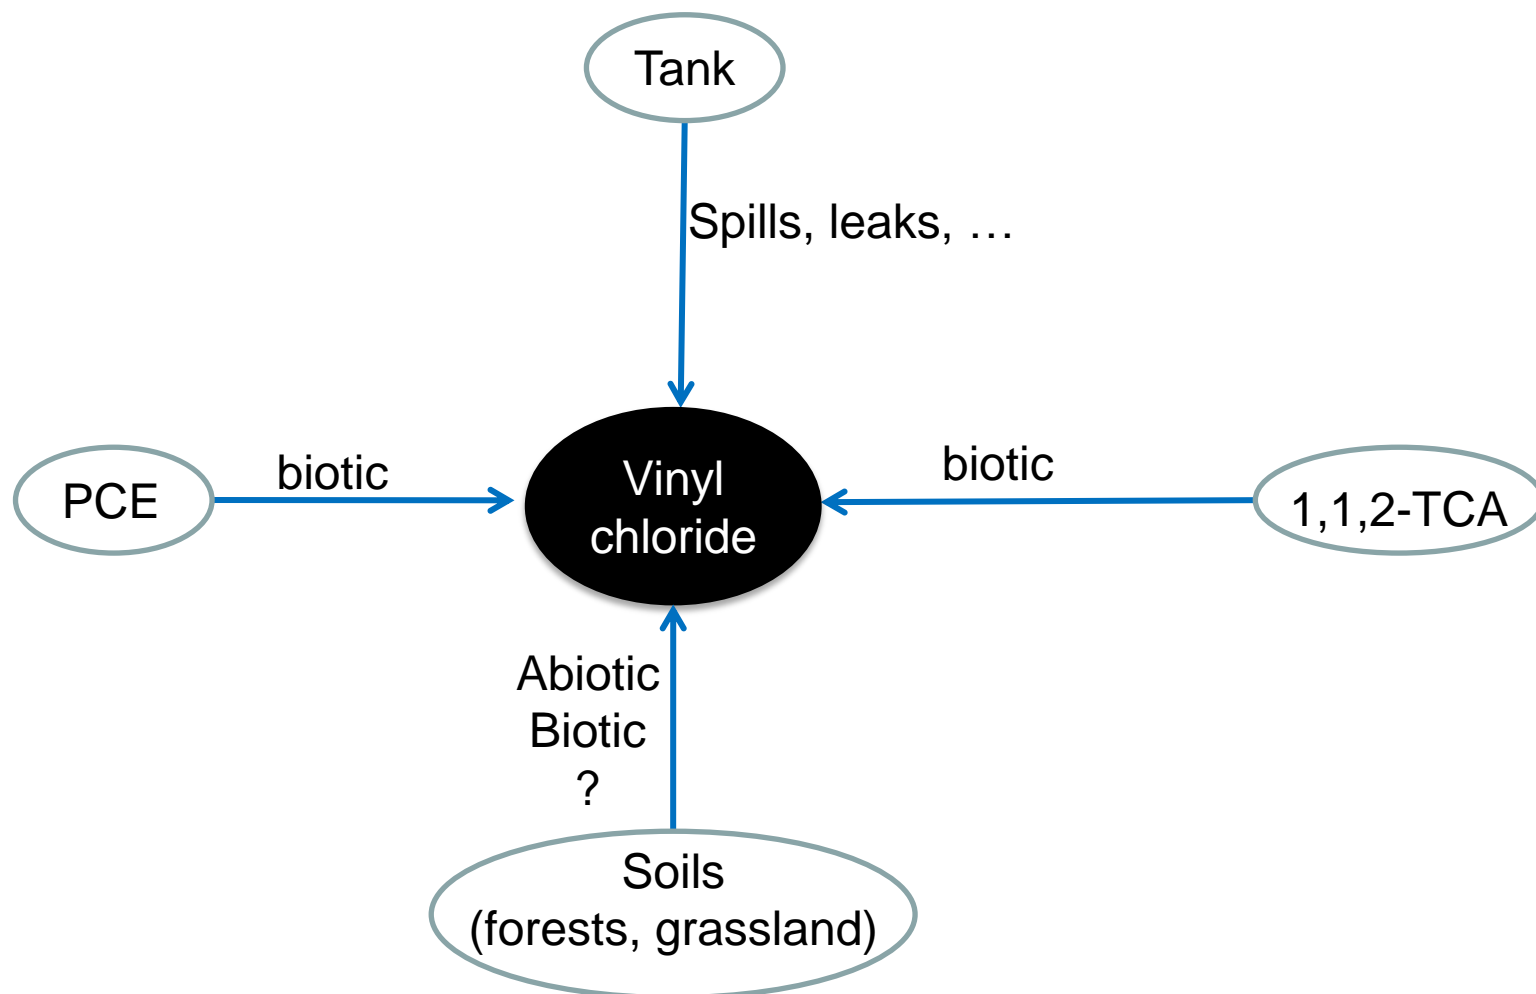 Tank
Spills, leaks, …
PCE
biotic
Vinyl
chloride
biotic
1,1,2-TCA
Abiotic
Biotic
?
Soils
(forests, grassland)